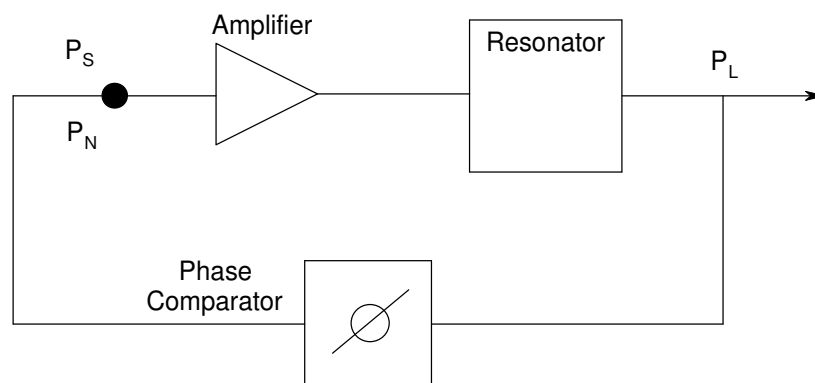 Amplifier
Resonator
P_S
P_L
P_N
Phase
Comparator